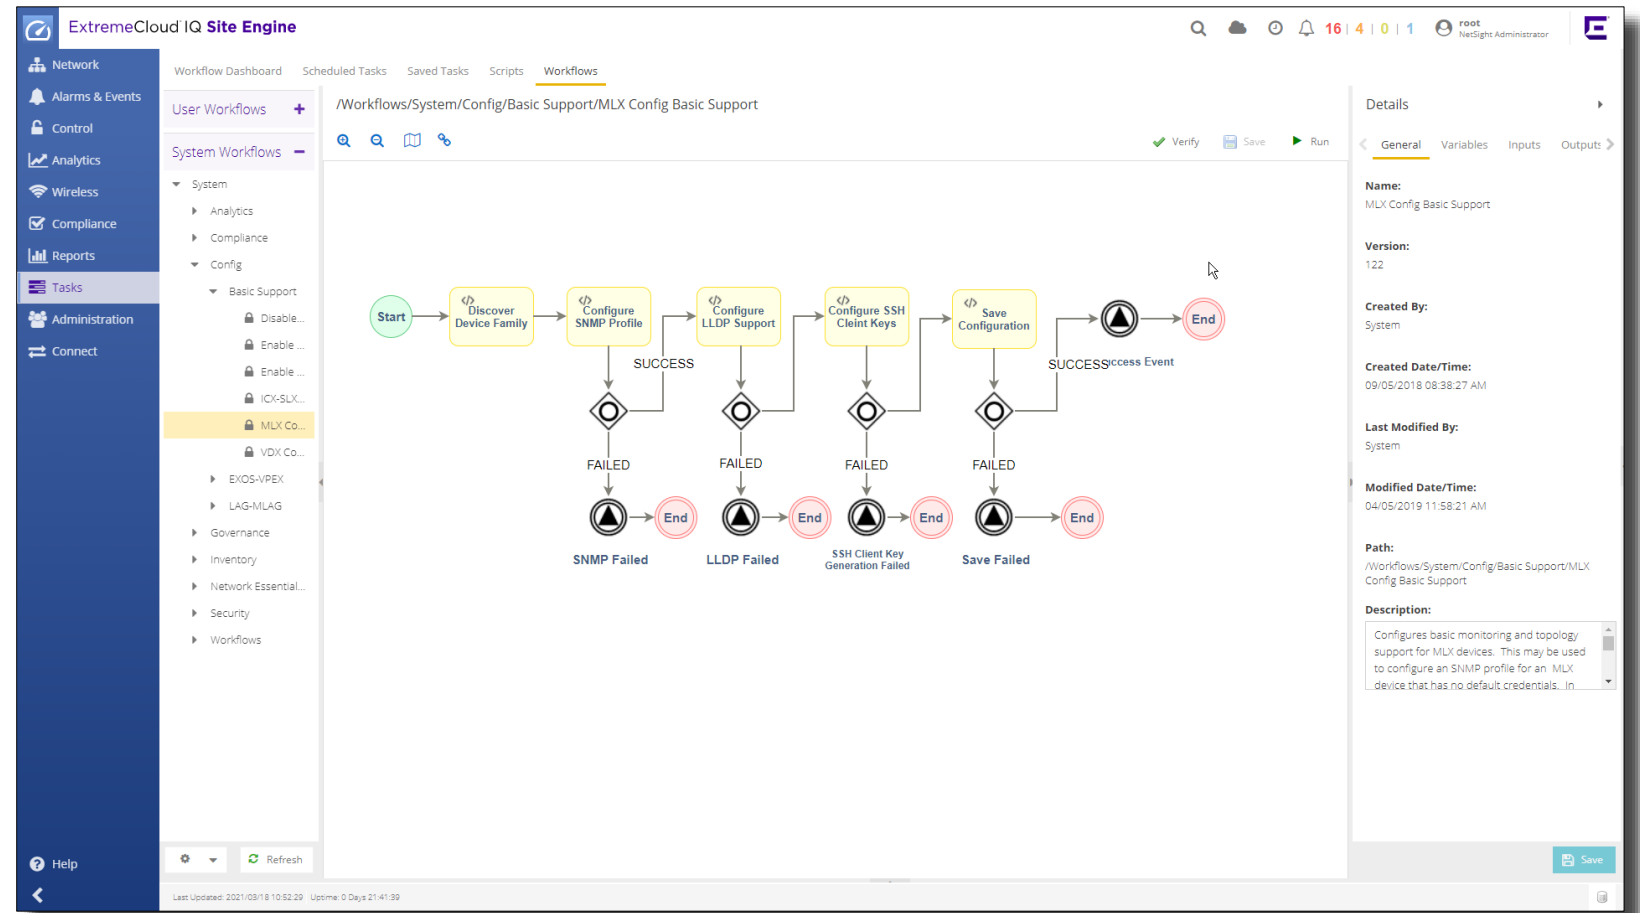 ExtremeCloud IQ Site Engine
16 | 4 | 0 | 1
root
NetSight Administrator
Network
Alarms & Events
Control
Analytics
Wireless
Compliance
Reports
Tasks
Administration
Connect
Help
Workflow Dashboard
Scheduled Tasks
Saved Tasks
Scripts
Workflows
User Workflows
System Workflows
System
Analytics
Compliance
Config
Basic Support
Disable...
Enable ...
Enable ...
ICX-SLX...
MLX Co...
VDX Co...
EXOS-VPEX
LAG-MLAG
Governance
Inventory
Network Essential...
Security
Workflows
Refresh
/Workflows/System/Config/Basic Support/MLX Config Basic Support
Verify
Save
Run
Start
Discover
Device Family
Configure
SNMP Profile
Configure
LLDP Support
Configure SSH
Cleint Keys
Save
Configuration
End
SUCCESS
SUCCESS
uccess Event
FAILED
FAILED
FAILED
FAILED
End
End
End
End
SNMP Failed
LLDP Failed
SSH Client Key
Generation Failed
Save Failed
Details
General
Variables
Inputs
Outputs
Name:
MLX Config Basic Support
Version:
122
Created By:
System
Created Date/Time:
09/05/2018 08:38:27 AM
Last Modified By:
System
Modified Date/Time:
04/05/2019 11:58:21 AM
Path:
/Workflows/System/Config/Basic Support/MLX
Config Basic Support
Description:
Configures basic monitoring and topology
support for MLX devices. This may be used
to configure an SNMP profile for an MLX
device that has no default credentials. In
Save
Last Updated: 2021/03/18 10:52:29 Uptime: 0 Days 21:41:39